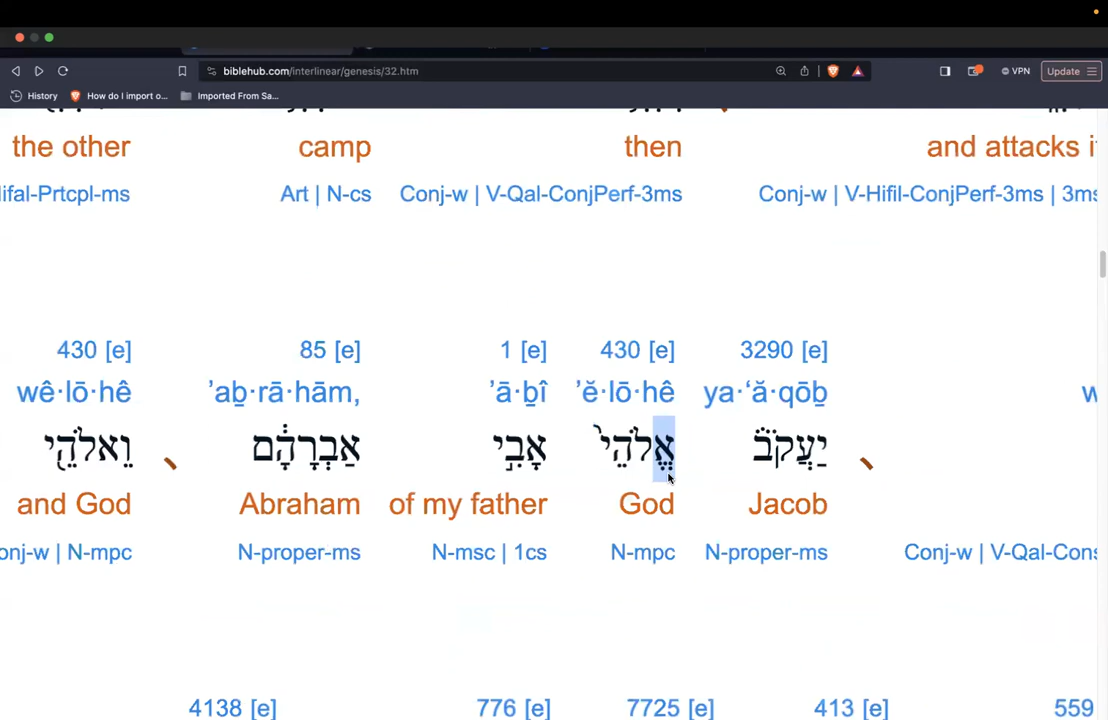 biblehub.com/interlinear/genesis/32.htm
VPN
Update
History
How do I import o...
Imported From Sa...
the other camp then and attacks it
lifal-Prtcpl-ms Art | N-cs Conj-w | V-Qal-ConjPerf-3ms Conj-w | V-Hifil-ConjPerf-3ms | 3ms
430 [e] 85 [e] 1 [e] 430 [e] 3290 [e]
wê·lō·hê ’aḇ·rā·hām, ’ā·ḇî ’ĕ·lō·hê ya·‘ă·qōḇ w
יַעֲקֹב֒ אֱלֹהֵי֙ אָבִ֣י אַבְרָהָ֔ם וֵאלֹהֵ֖י
and God Abraham of my father God Jacob
onj-w | N-mpc N-proper-ms N-msc | 1cs N-mpc N-proper-ms Conj-w | V-Qal-Cons
4138 [e] 776 [e] 7725 [e] 413 [e] 559